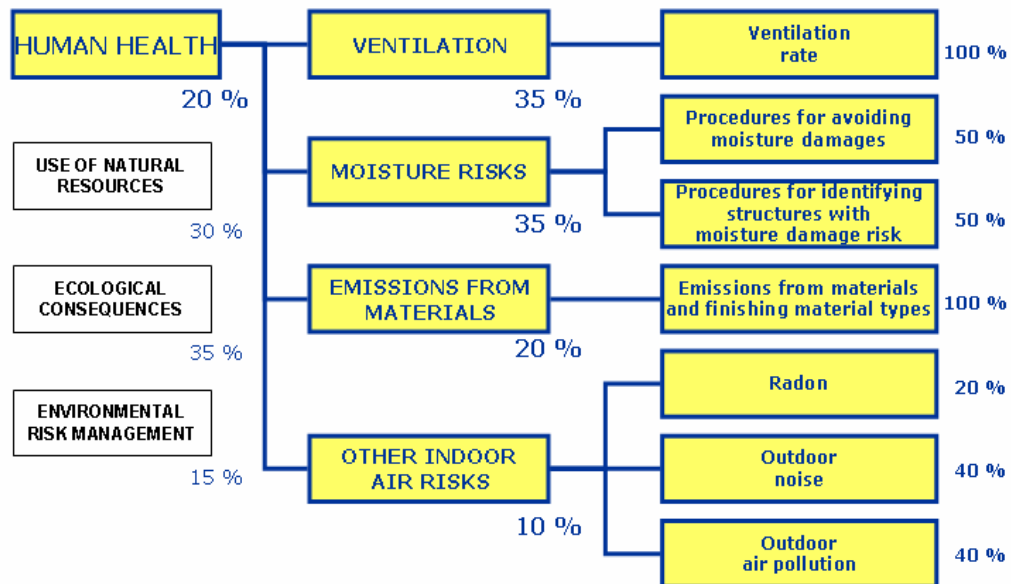 HUMAN HEALTH
20 %
USE OF NATURAL
RESOURCES
30 %
ECOLOGICAL
CONSEQUENCES
35 %
ENVIRONMENTAL
RISK MANAGEMENT
15 %
VENTILATION
35 %
MOISTURE RISKS
35 %
EMISSIONS FROM
MATERIALS
20 %
OTHER INDOOR
AIR RISKS
10 %
Ventilation
rate
100 %
Procedures for avoiding
moisture damages
50 %
Procedures for identifying
structures with
moisture damage risk
50 %
Emissions from materials
and finishing material types
100 %
Radon
20 %
Outdoor
noise
40 %
Outdoor
air pollution
40 %